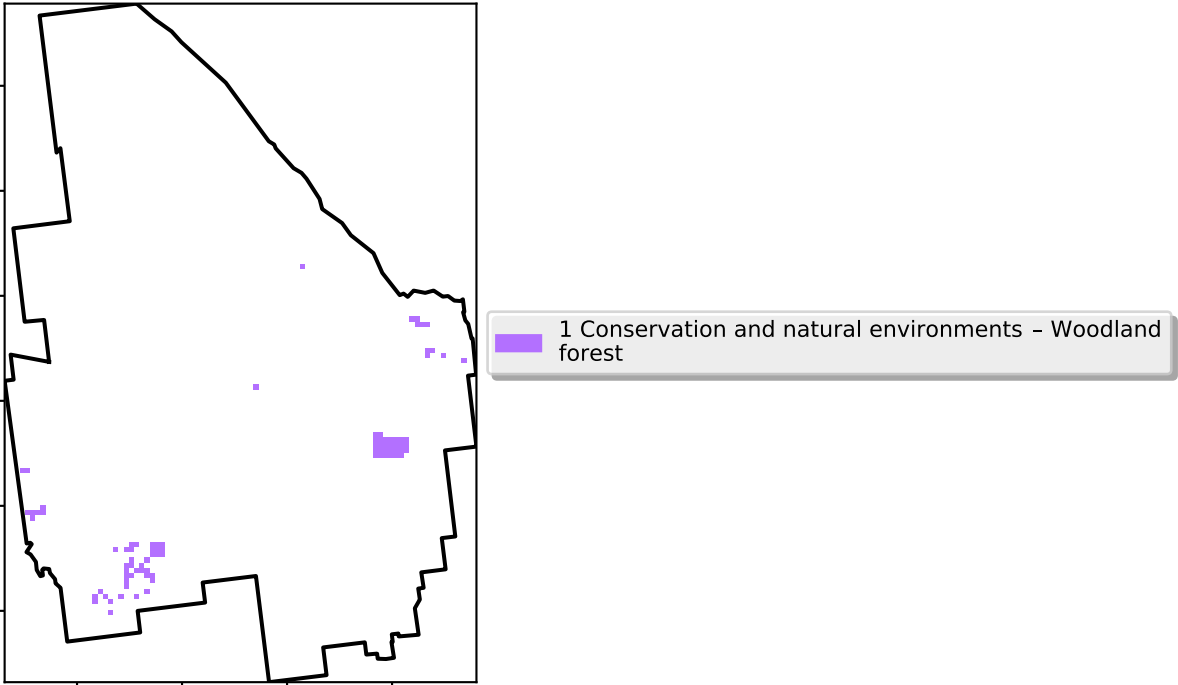 1 Conservation and natural environments – Woodland
forest